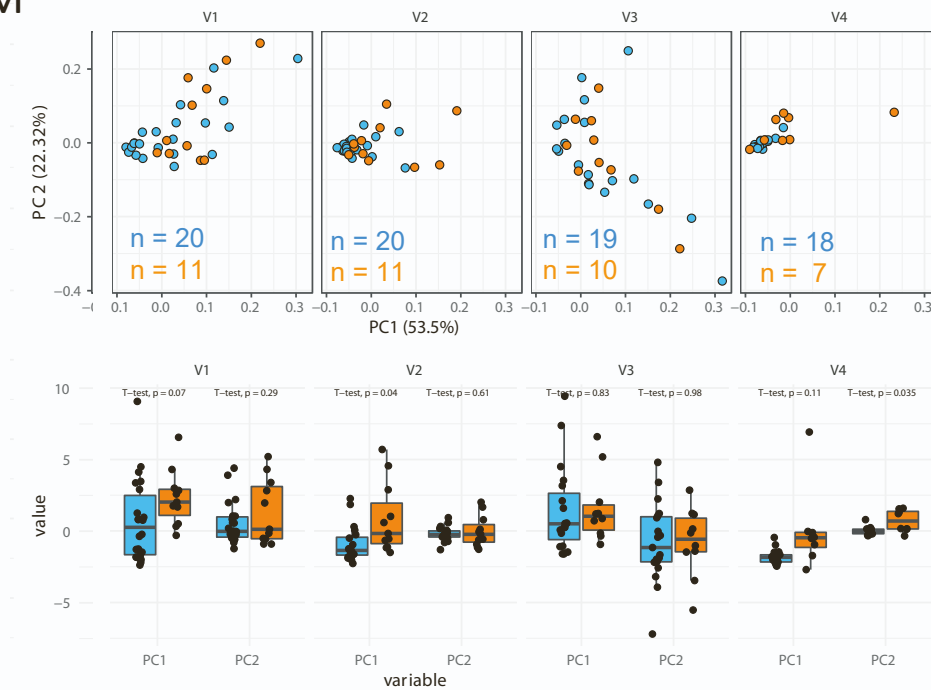 V1 V2 V3 V4
PC 2 (22.32%)
0.2
0.0
−0.2
−0.4
n = 20 n = 20 n = 19 n = 18
n = 11 n = 11 n = 10 n = 7
−0.1 0.0 0.1 0.2 0.3 −0.1 0.0 0.1 0.2 0.3 −0.1 0.0 0.1 0.2 0.3 −0.1 0.0 0.1 0.2 0.3
PC1 (53.5%)
V1 V2 V3 V4
value
10
T−test, p = 0.07 T−test, p = 0.29 T−test, p = 0.04 T−test, p = 0.61 T−test, p = 0.83 T−test, p = 0.98 T−test, p = 0.11 T−test, p = 0.035
5
0
−5
PC1 PC2 PC1 PC2 PC1 PC2 PC1 PC2
variable